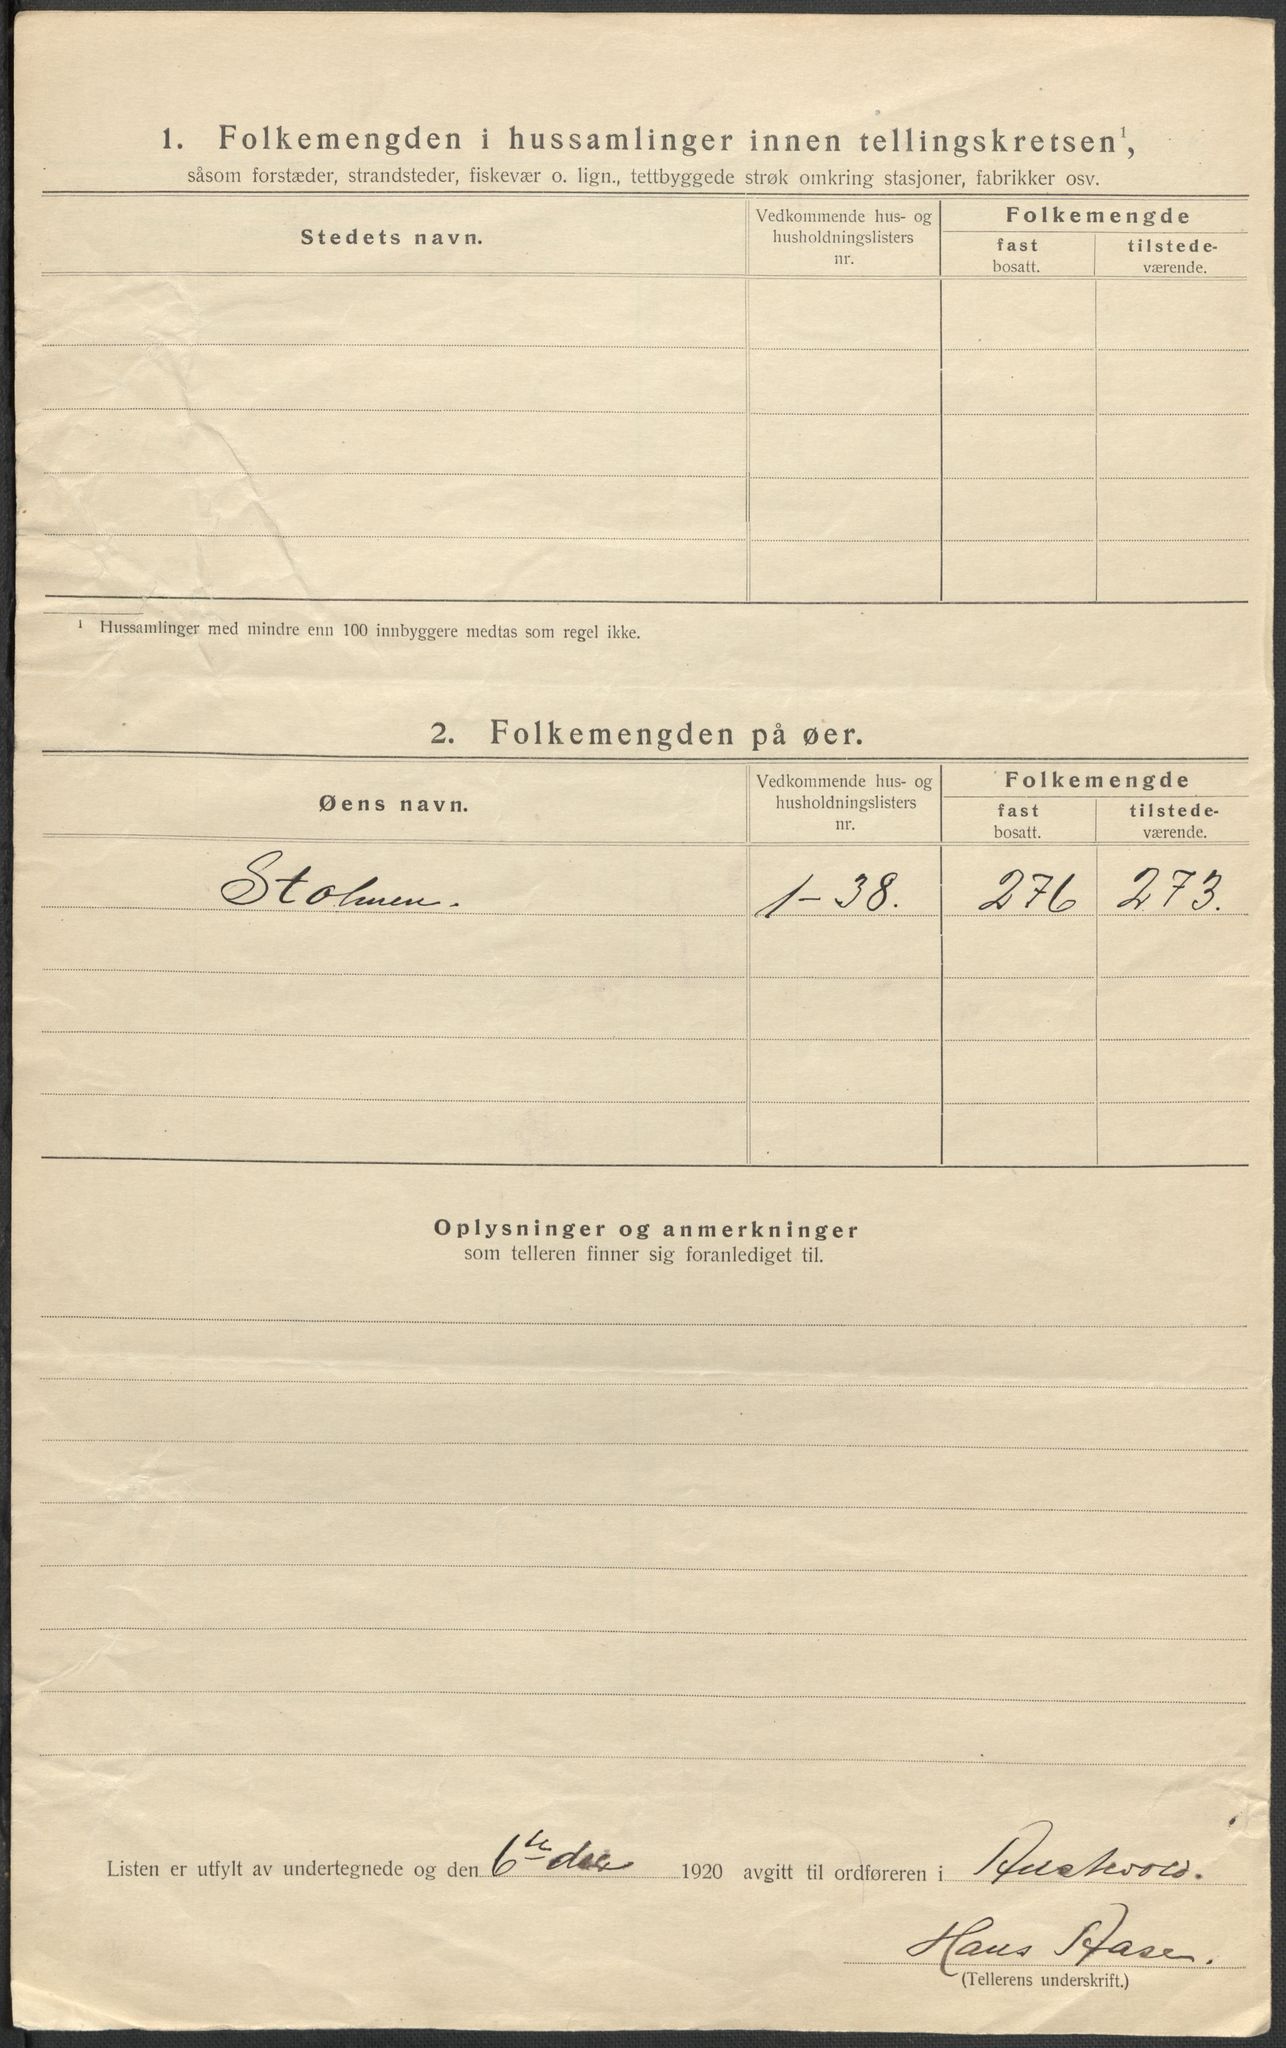 1. Folkemengden i hussamlinger innen tellingskretsen¹,
såsom forstæder, strandsteder, fiskevær o. lign., tettbyggede strøk omkring stasjoner, fabrikker osv.
Stedets navn.
Vedkommende hus- og
husholdningslisters
nr.
Folkemengde
fast
bosatt.
tilstede-
værende.
¹ Hussamlinger med mindre enn 100 innbyggere medtas som regel ikke.
2. Folkemengden på øer.
Øens navn.
Vedkommende hus- og
husholdningslisters
nr.
Folkemengde
fast
bosatt.
tilstede-
værende.
Stolmen. 1-38. 276 273.
Oplysninger og anmerkninger
som telleren finner sig foranlediget til.
Listen er utfylt av undertegnede og den 6te des 1920 avgitt til ordføreren i Austevold.
Hans Aase.
(Tellerens underskrift.)